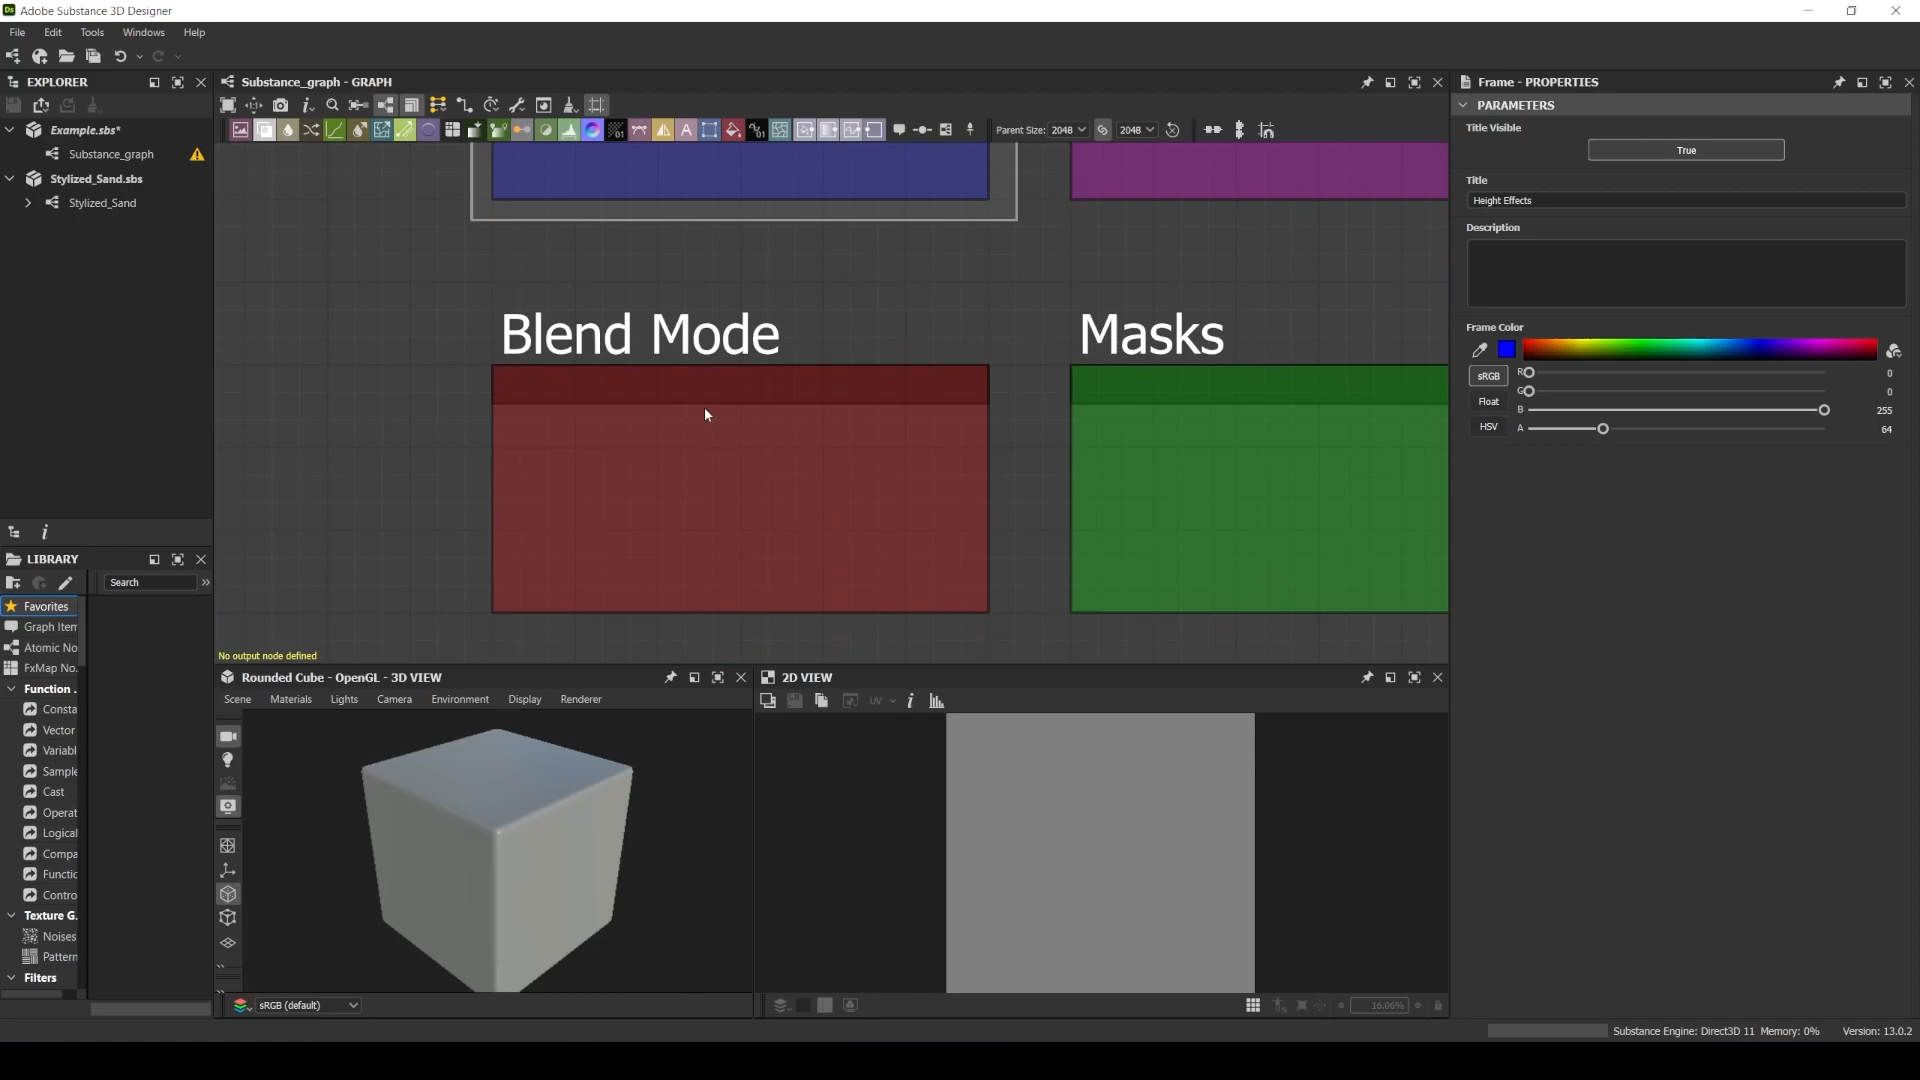 Adobe Substance 3D Designer
File Edit Tools Windows Help
EXPLORER
Example.sbs*
Substance_graph
Stylized_Sand.sbs
Stylized_Sand
LIBRARY
Search
Favorites
Graph Iten
Atomic No
FxMap No.
Function .
Consta
Vector
Variabl
Sample
Cast
Operat
Logical
Compa
Functic
Contro
Texture G.
Noises
Pattern
Filters
Substance_graph - GRAPH
Parent Size: 2048 2048
Blend Mode
Masks
No output node defined
Rounded Cube - OpenGL - 3D VIEW
Scene Materials Lights Camera Environment Display Renderer
sRGB (default)
2D VIEW
UV
16.06%
Frame - PROPERTIES
PARAMETERS
Title Visible
True
Title
Height Effects
Description
Frame Color
sRGB R 0
G 0
Float B 255
HSV A 64
Substance Engine: Direct3D 11 Memory: 0% Version: 13.0.2